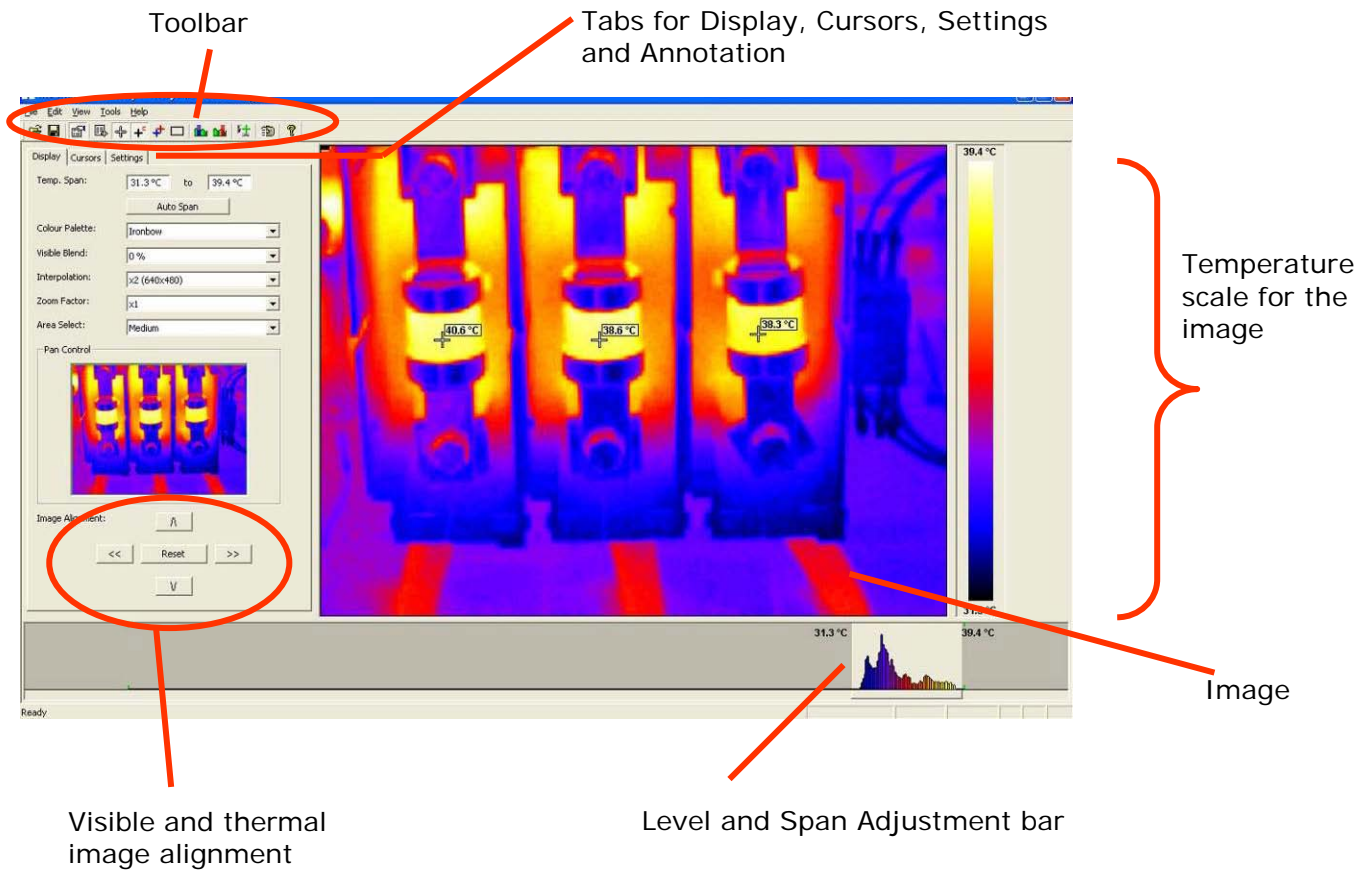 Toolbar
Tabs for Display, Cursors, Settings
and Annotation
Edit View Tools Help
Display Cursors Settings
Temp. Span: 31.3 °C to 39.4 °C
Auto Span
Colour Palette: Ironbow
Visible Blend: 0 %
Interpolation: x2 (640x480)
Zoom Factor: x1
Area Select: Medium
Pan Control
Image Alignment:
/\
<< Reset >>
\/
39.4 °C
40.6 °C
38.6 °C
38.3 °C
31.3 °C
39.4 °C
Ready
Temperature
scale for the
image
Image
Visible and thermal
image alignment
Level and Span Adjustment bar